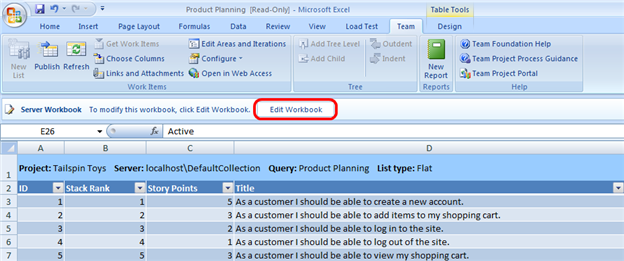 Product Planning [Read-Only] - Microsoft Excel
Table Tools
Home Insert Page Layout Formulas Data Review View Load Test Team Design
New List Publish Refresh Get Work Items Edit Areas and Iterations Add Tree Level Outdent New Report Team Foundation Help
Choose Columns Configure Add Child Indent Team Process Guidance
Links and Attachments Open in Web Access Team Project Portal
Work Items Tree Reports Help
Server Workbook To modify this workbook, click Edit Workbook. Edit Workbook
E26 fx Active
A B C D
1 Project: Tailspin Toys Server: localhost\DefaultCollection Query: Product Planning List type: Flat
2 ID Stack Rank Story Points Title
3 1 1 5 As a customer I should be able to create a new account.
4 2 2 3 As a customer I should be able to add items to my shopping cart.
5 3 3 2 As a customer I should be able to log in to the site.
6 4 4 1 As a customer I should be able to log out of the site.
7 5 5 3 As a customer I should be able to view my shopping cart.